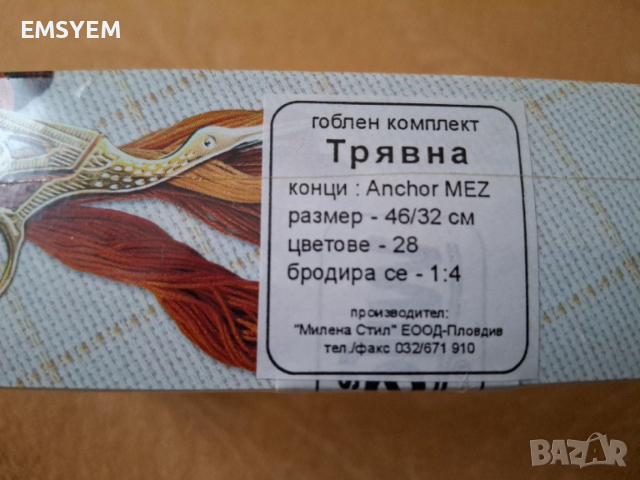 EMSYEM
гоблен комплект
Трявна
конци : Anchor MEZ
размер - 46/32 см
цветове - 28
бродира се - 1:4
производител:
"Милена Стил" ЕООД-Пловдив
тел./факс 032/671 910
BAZAR